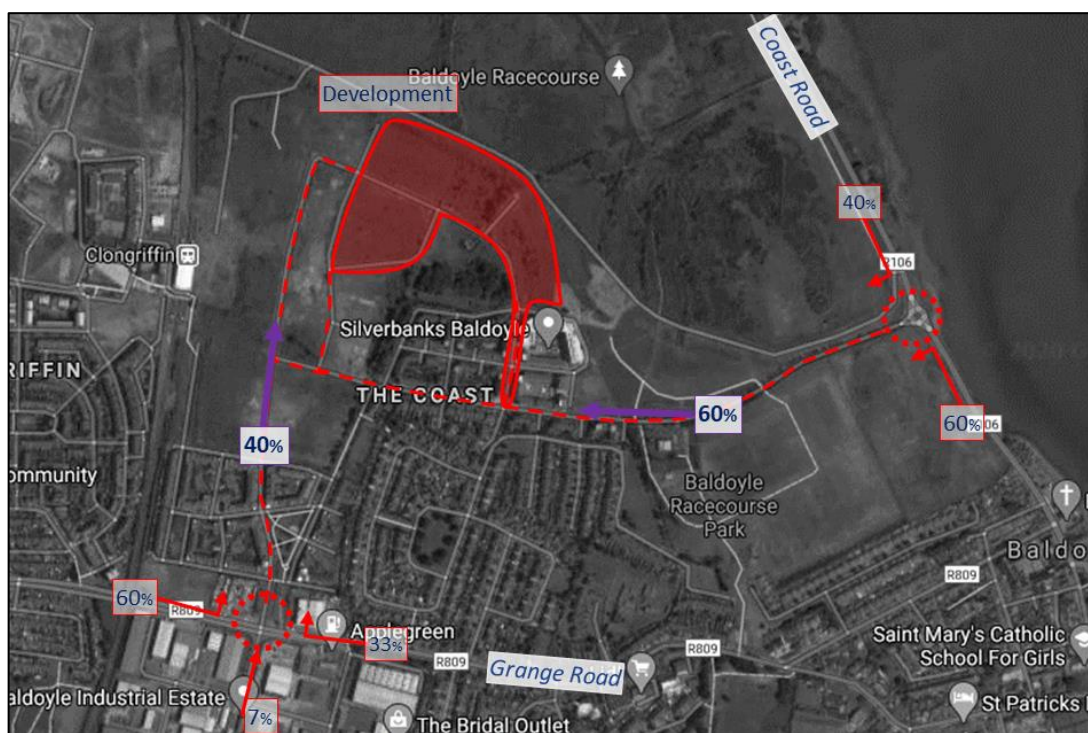 Coast Road
Baldoyle Racecourse
Development
40%
R106
Clongriffin
Silverbanks Baldoyle
RIFFIN
THE COAST
60%
60%
40%
Baldoyle
Racecourse
Park
ommunity
Baldo
R809
60%
R809
Applegreen
33%
R809
Grange Road
Saint Mary's Catholic
School For Girls
aldoyle Industrial Estate
7%
The Bridal Outlet
St Patricks